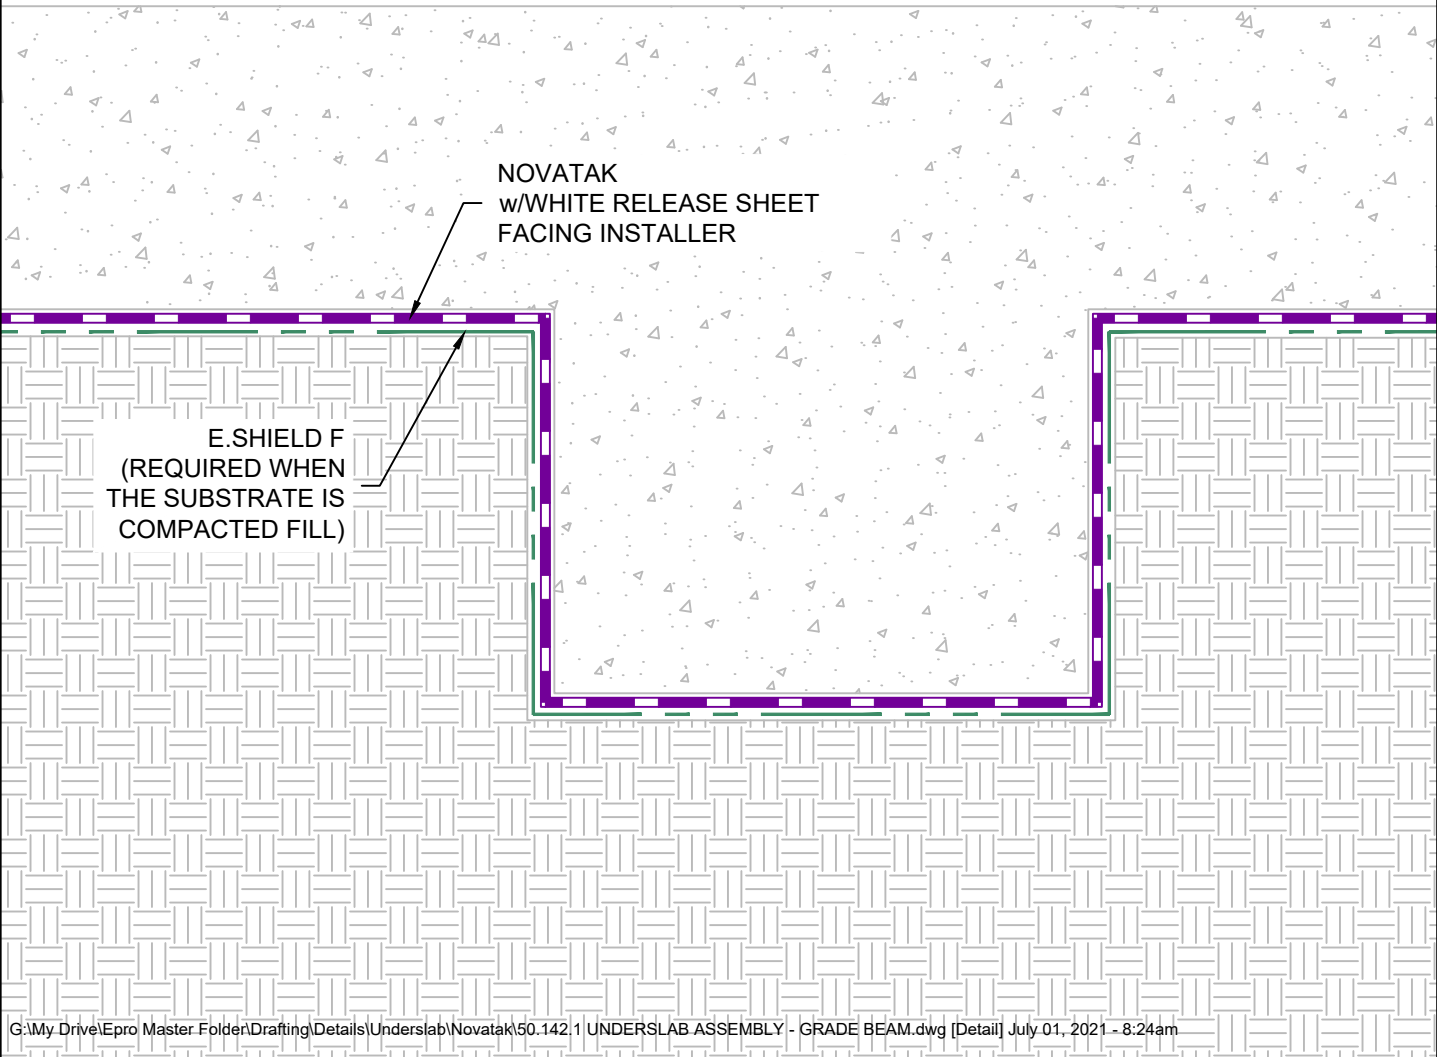 NOVATAK
w/WHITE RELEASE SHEET
FACING INSTALLER
E.SHIELD F
(REQUIRED WHEN
THE SUBSTRATE IS
COMPACTED FILL)
G:\My Drive\Epro Master Folder\Drafting\Details\Underslab\Novatak\50.142.1 UNDERSLAB ASSEMBLY - GRADE BEAM.dwg [Detail] July 01, 2021 - 8:24am